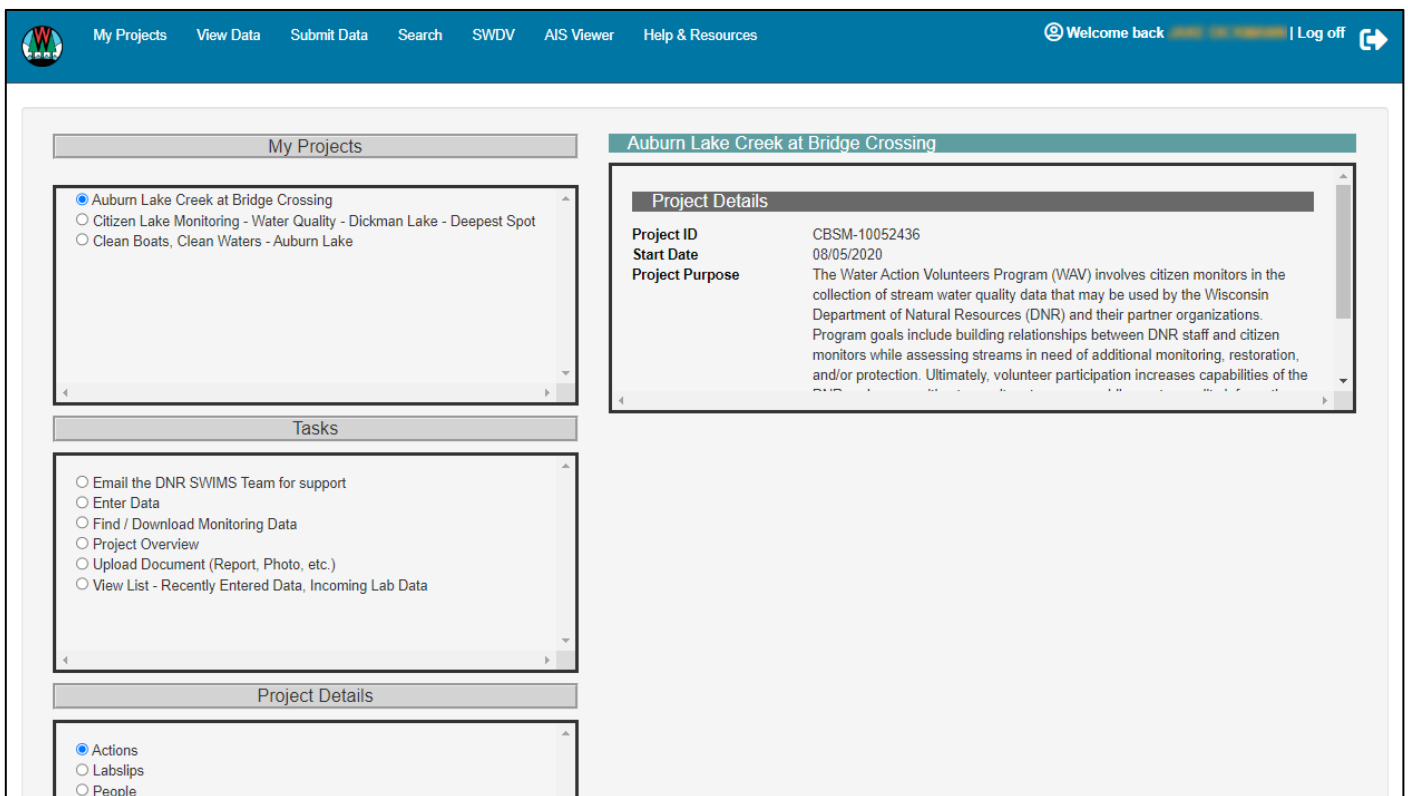 My Projects View Data Submit Data Search SWDV AIS Viewer Help & Resources
Welcome back | Log off
My Projects
Auburn Lake Creek at Bridge Crossing
Citizen Lake Monitoring - Water Quality - Dickman Lake - Deepest Spot
Clean Boats, Clean Waters - Auburn Lake
Tasks
Email the DNR SWIMS Team for support
Enter Data
Find / Download Monitoring Data
Project Overview
Upload Document (Report, Photo, etc.)
View List - Recently Entered Data, Incoming Lab Data
Project Details
Actions
Labslips
People
Auburn Lake Creek at Bridge Crossing
Project Details
Project ID CBSM-10052436
Start Date 08/05/2020
Project Purpose The Water Action Volunteers Program (WAV) involves citizen monitors in the
collection of stream water quality data that may be used by the Wisconsin
Department of Natural Resources (DNR) and their partner organizations.
Program goals include building relationships between DNR staff and citizen
monitors while assessing streams in need of additional monitoring, restoration,
and/or protection. Ultimately, volunteer participation increases capabilities of the